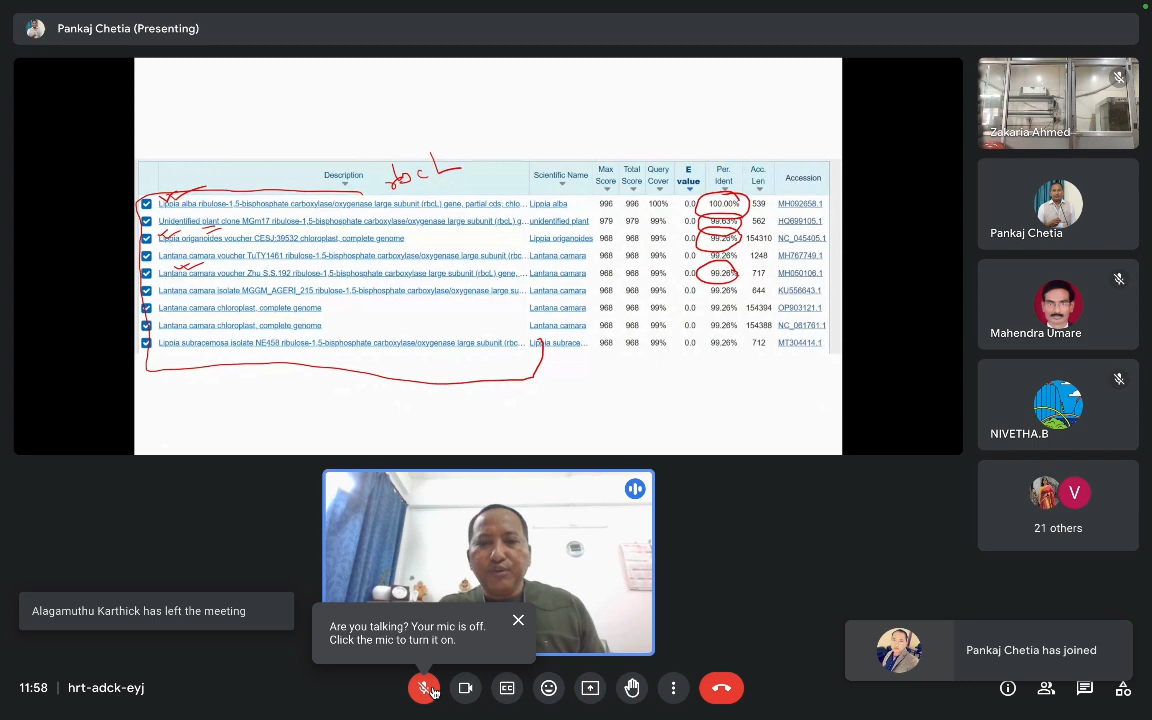 Pankaj Chetia (Presenting)
rbcL
Description Scientific Name Max Score Total Score Query Cover E value Per. Ident Acc. Len Accession
Lippia alba ribulose-1,5-bisphosphate carboxylase/oxygenase large subunit (rbcL) gene, partial cds; chlo... Lippia alba 996 996 100% 0.0 100.00% 539 MH092658.1
Unidentified plant clone MGm17 ribulose-1,5-bisphosphate carboxylase/oxygenase large subunit (rbcL) g... unidentified plant 979 979 99% 0.0 99.63% 562 HQ699105.1
Lippia origanoides voucher CESJ:39532 chloroplast, complete genome Lippia origanoides 968 968 99% 0.0 99.26% 154310 NC_045405.1
Lantana camara voucher TuTY1461 ribulose-1,5-bisphosphate carboxylase/oxygenase large subunit (rbc... Lantana camara 968 968 99% 0.0 99.26% 1248 MH767749.1
Lantana camara voucher Zhu S.S.192 ribulose-1,5-bisphosphate carboxylase/oxygenase large subunit (rbcL) gene,... Lantana camara 968 968 99% 0.0 99.26% 717 MH050106.1
Lantana camara isolate MGGM_AGERI_215 ribulose-1,5-bisphosphate carboxylase/oxygenase large su... Lantana camara 968 968 99% 0.0 99.26% 644 KU556643.1
Lantana camara chloroplast, complete genome Lantana camara 968 968 99% 0.0 99.26% 154394 OP903121.1
Lantana camara chloroplast, complete genome Lantana camara 968 968 99% 0.0 99.26% 154388 NC_061761.1
Lippia subracemosa isolate NE458 ribulose-1,5-bisphosphate carboxylase/oxygenase large subunit (rbc... Lippia subrace... 968 968 99% 0.0 99.26% 712 MT304414.1
Zakaria Ahmed
Pankaj Chetia
Mahendra Umare
NIVETHA.B
V
21 others
Alagamuthu Karthick has left the meeting
Are you talking? Your mic is off.
Click the mic to turn it on.
Pankaj Chetia has joined
11:58 | hrt-adck-eyj
CC